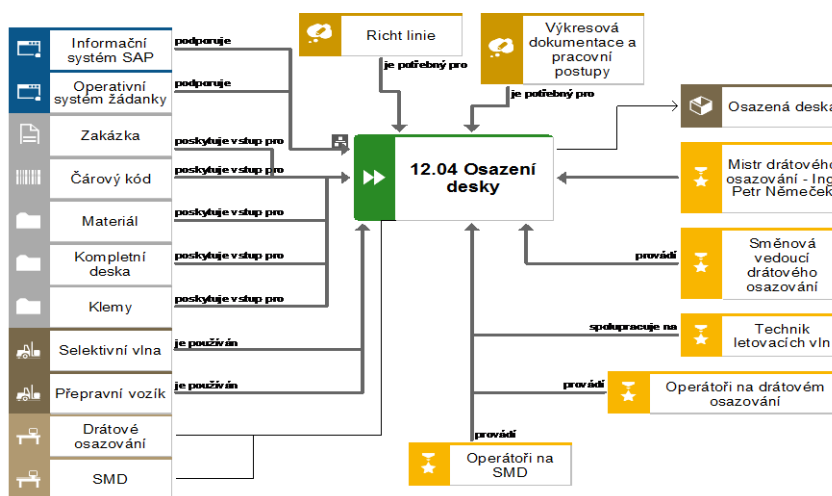 Informační
systém SAP
podporuje
Operativní
systém žádanky
podporuje
Zakázka
poskytuje vstup pro
Čárový kód
poskytuje vstup pro
Materiál
poskytuje vstup pro
Kompletní
deska
poskytuje vstup pro
Klemy
poskytuje vstup pro
Selektivní vlna
je používán
Přepravní vozík
je používán
Drátové
osazování
SMD
Richt linie
je potřebný pro
Výkresová
dokumentace a
pracovní
postupy
je potřebný pro
12.04 Osazení
desky
Osazená deska
Mistr drátového
osazování - Ing
Petr Němeček
Směnová
vedoucí
drátového
osazování
provádí
Technik
letovacích vln
spolupracuje na
Operátoři na drátovém
osazování
provádí
provádí
Operátoři na
SMD